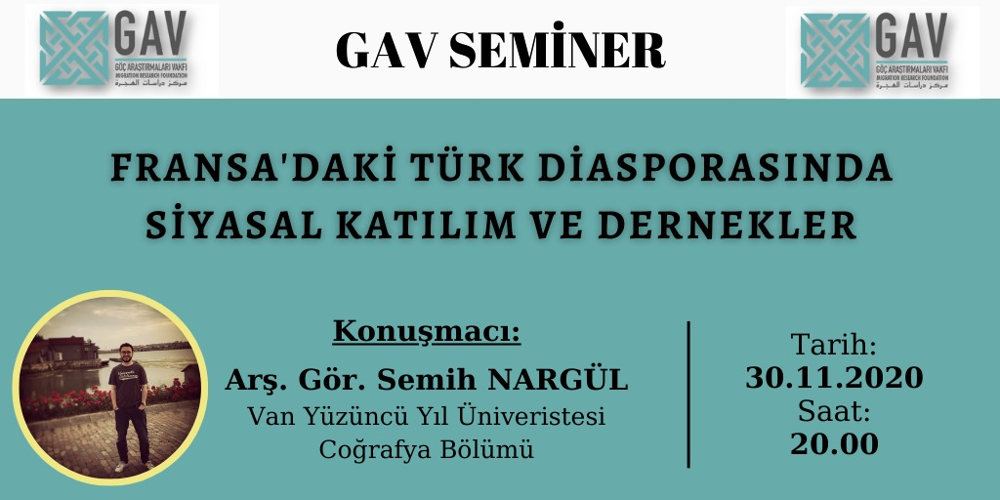 GAV
GÖÇ ARAŞTIRMALARI VAKFI
MIGRATION RESEARCH FOUNDATION
مركز دراسات الهجرة
GAV SEMİNER
GAV
GÖÇ ARAŞTIRMALARI VAKFI
MIGRATION RESEARCH FOUNDATION
مركز دراسات الهجرة
FRANSA'DAKİ TÜRK DİASPORASINDA
SİYASAL KATILIM VE DERNEKLER
Konuşmacı:
Arş. Gör. Semih NARGÜL
Van Yüzüncü Yıl Üniveristesi
Coğrafya Bölümü
Tarih:
30.11.2020
Saat:
20.00